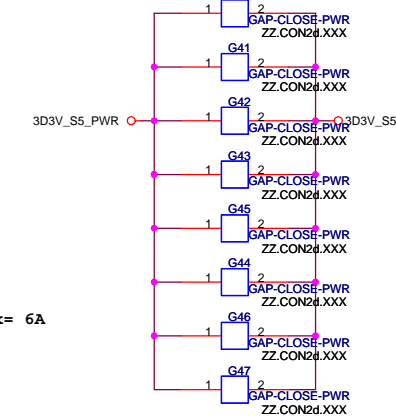 1 2
GAP-CLOSE-PWR
ZZ.CON2d.XXX
G41
1 2
GAP-CLOSE-PWR
ZZ.CON2d.XXX
G42
3D3V_S5_PWR 1 2 3D3V_S5
GAP-CLOSE-PWR
ZZ.CON2d.XXX
G43
1 2
GAP-CLOSE-PWR
ZZ.CON2d.XXX
G45
1 2
GAP-CLOSE-PWR
ZZ.CON2d.XXX
G44
1 2
GAP-CLOSE-PWR
ZZ.CON2d.XXX
= 6A
G46
1 2
GAP-CLOSE-PWR
ZZ.CON2d.XXX
G47
1 2
GAP-CLOSE-PWR
ZZ.CON2d.XXX